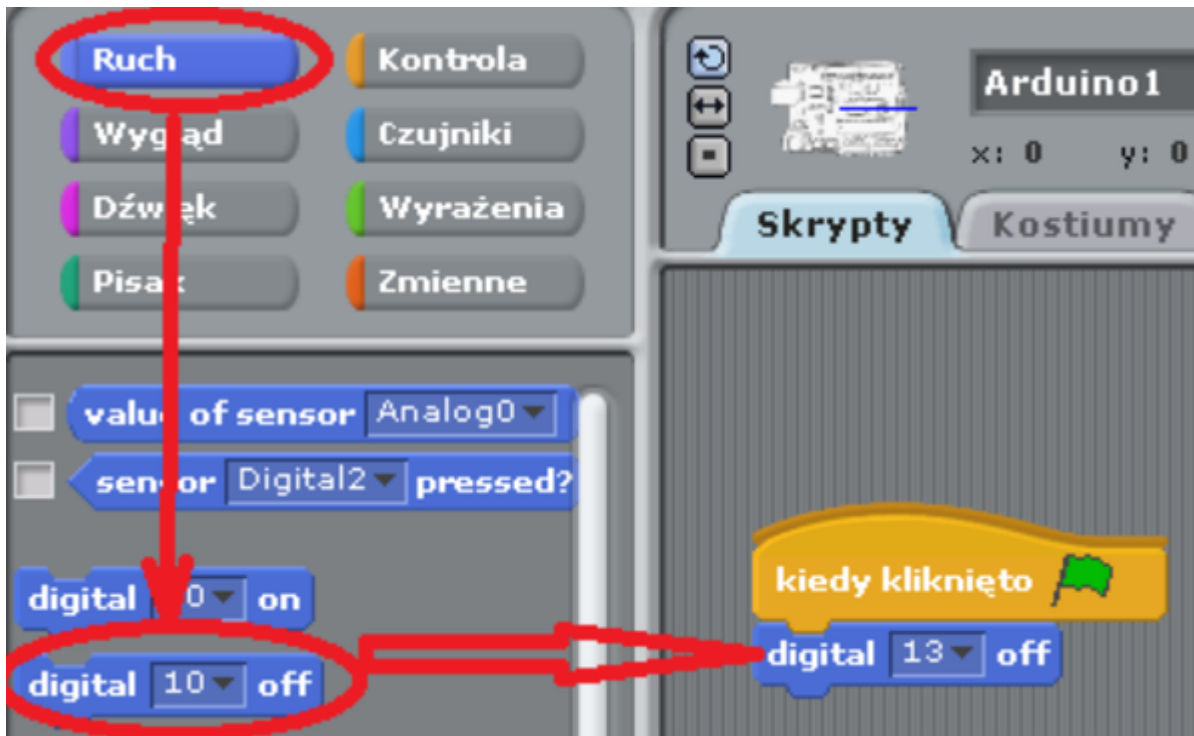 Ruch
Kontrola
Wygląd
Czujniki
Dźwięk
Wyrażenia
Pisak
Zmienne
value of sensor Analog0
sensor Digital2 pressed?
digital 10 on
digital 10 off
Arduino1
x: 0 y: 0
Skrypty
Kostiumy
kiedy kliknięto
digital 13 off